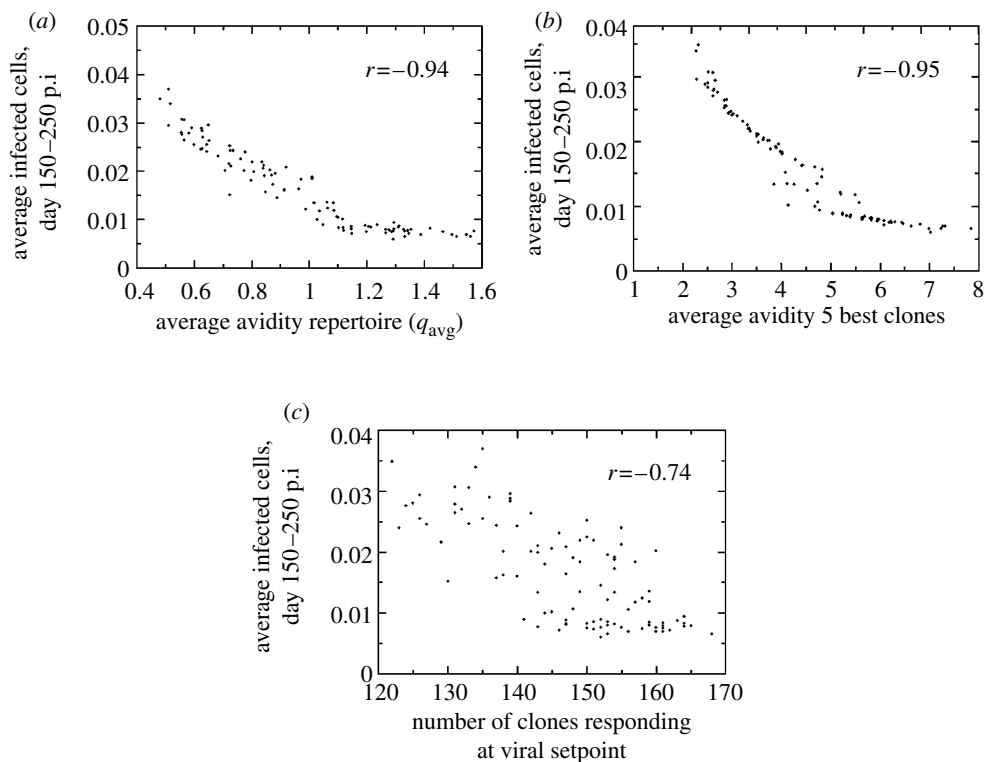 (a)
0.05
0.04
0.03
0.02
0.01
0
average infected cells,
day 150–250 p.i
r=−0.94
0.4 0.6 0.8 1 1.2 1.4 1.6
average avidity repertoire (qavg)
(b)
0.04
0.03
0.02
0.01
0
average infected cells,
day 150–250 p.i
r=−0.95
1 2 3 4 5 6 7 8
average avidity 5 best clones
(c)
0.04
0.03
0.02
0.01
0
average infected cells,
day 150–250 p.i
r=−0.74
120 130 140 150 160 170
number of clones responding
at viral setpoint